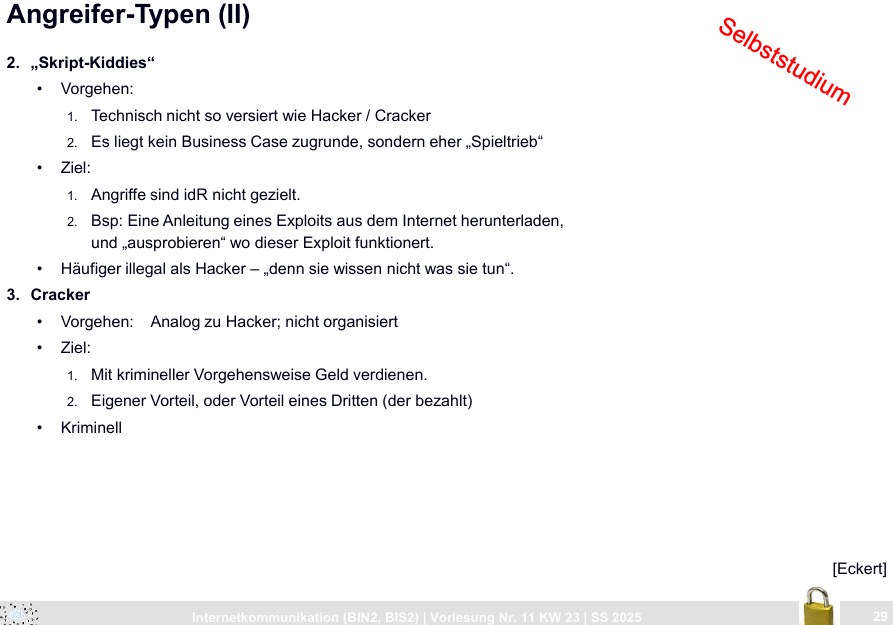 Angreifer-Typen (II)
Selbststudium
2. „Skript-Kiddies“
• Vorgehen:
1. Technisch nicht so versiert wie Hacker / Cracker
2. Es liegt kein Business Case zugrunde, sondern eher „Spieltrieb“
• Ziel:
1. Angriffe sind idR nicht gezielt.
2. Bsp: Eine Anleitung eines Exploits aus dem Internet herunterladen,
und „ausprobieren“ wo dieser Exploit funktionert.
• Häufiger illegal als Hacker – „denn sie wissen nicht was sie tun“.
3. Cracker
• Vorgehen: Analog zu Hacker; nicht organisiert
• Ziel:
1. Mit krimineller Vorgehensweise Geld verdienen.
2. Eigener Vorteil, oder Vorteil eines Dritten (der bezahlt)
• Kriminell
[Eckert]
Internetkommunikation (BIN2, BIS2) | Vorlesung Nr. 11 KW 23 | SS 2025
29